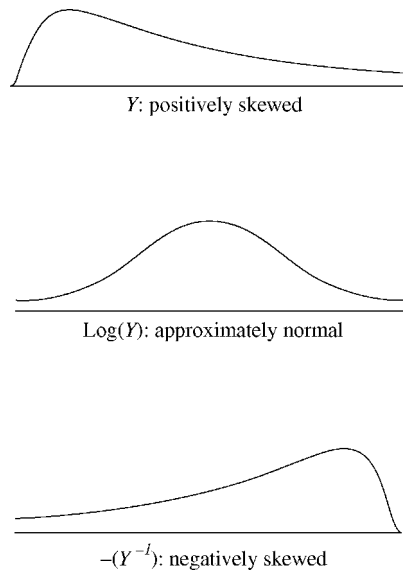 Y: positively skewed
Log(Y): approximately normal
–(Y⁻¹): negatively skewed